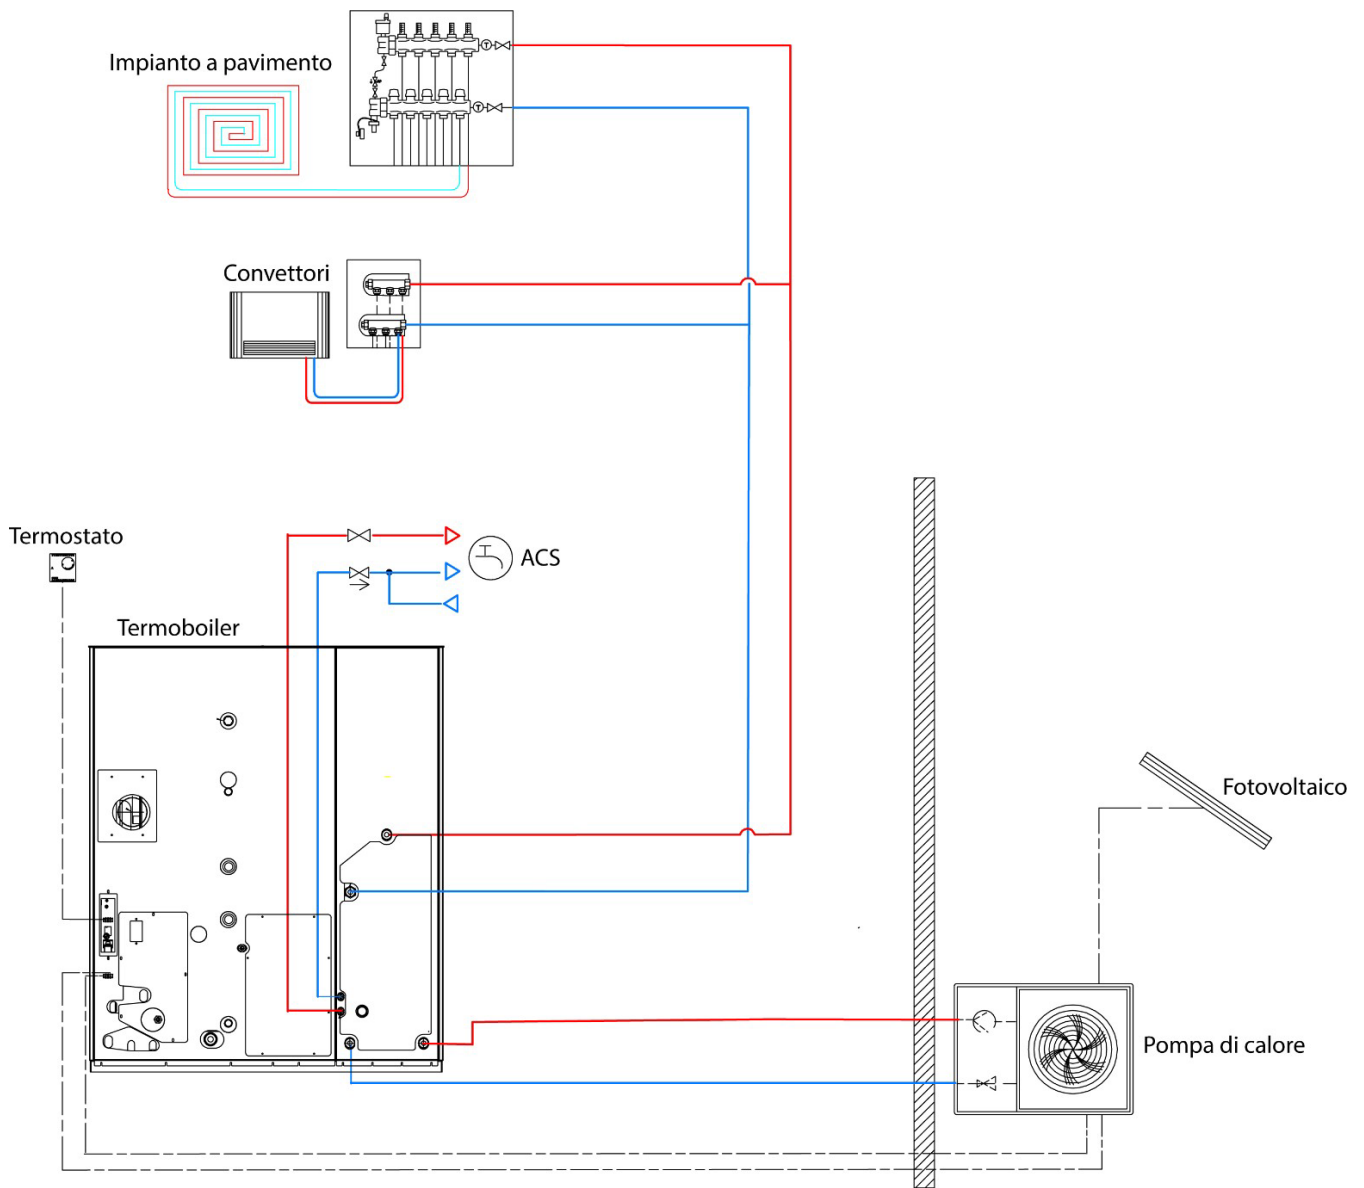 Impianto a pavimento
Convettori
Termostato
ACS
Termoboiler
Fotovoltaico
Pompa di calore